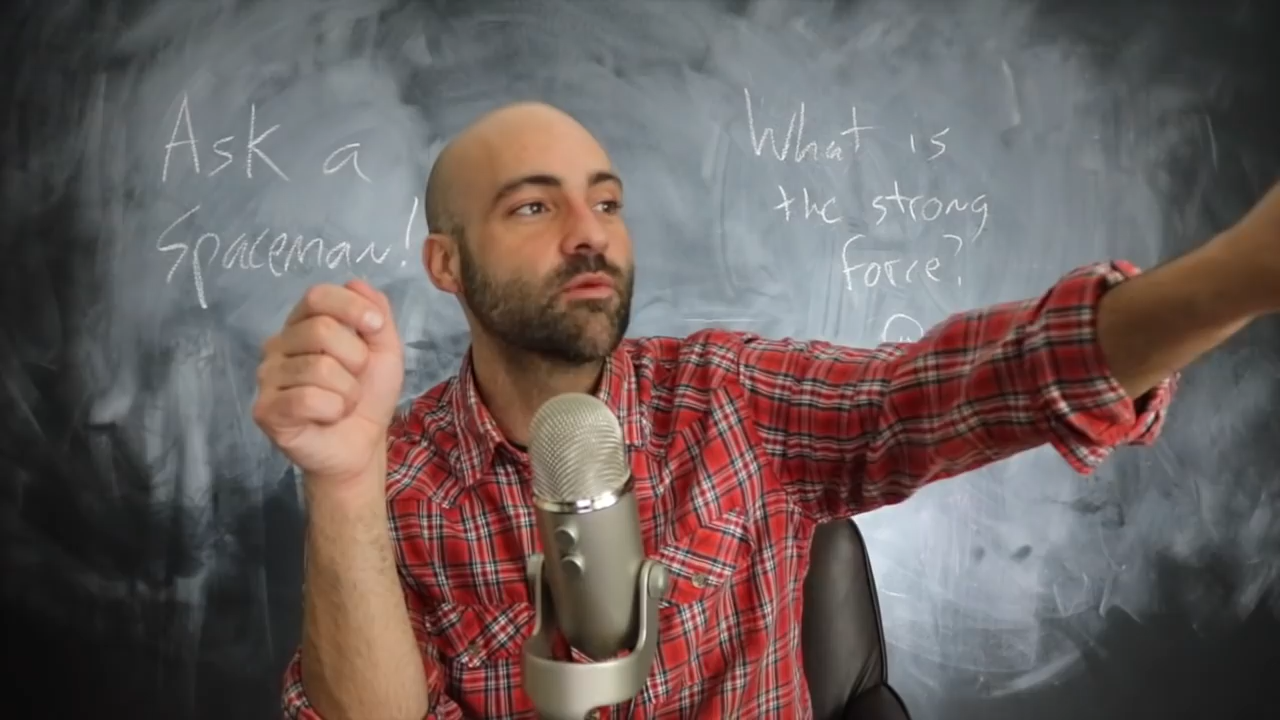 Ask a
Spaceman!
What is
the strong
force?